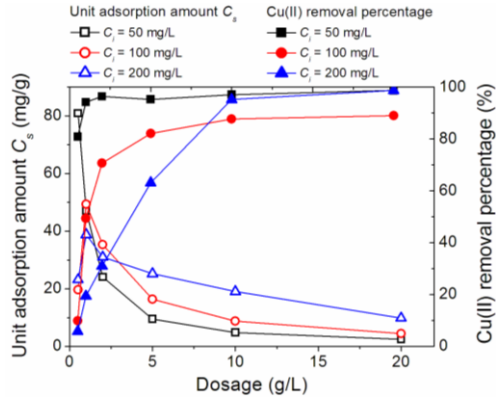 Unit adsorption amount Cs Cu(II) removal percentage
Ci = 50 mg/L Ci = 50 mg/L
Ci = 100 mg/L Ci = 100 mg/L
Ci = 200 mg/L Ci = 200 mg/L
Unit adsorption amount Cs (mg/g)
80
60
40
20
0
100
80
60
40
20
0
Cu(II) removal percentage (%)
0 5 10 15 20
Dosage (g/L)